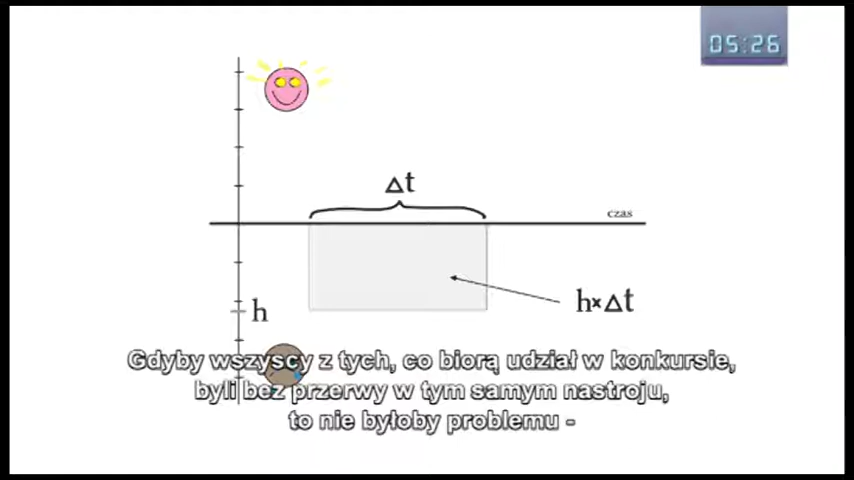 05:26
Δt
czas
h
h×Δt
Gdyby wszyscy z tych, co biorą udział w konkursie,
byli bez przerwy w tym samym nastroju,
to nie byłoby problemu -